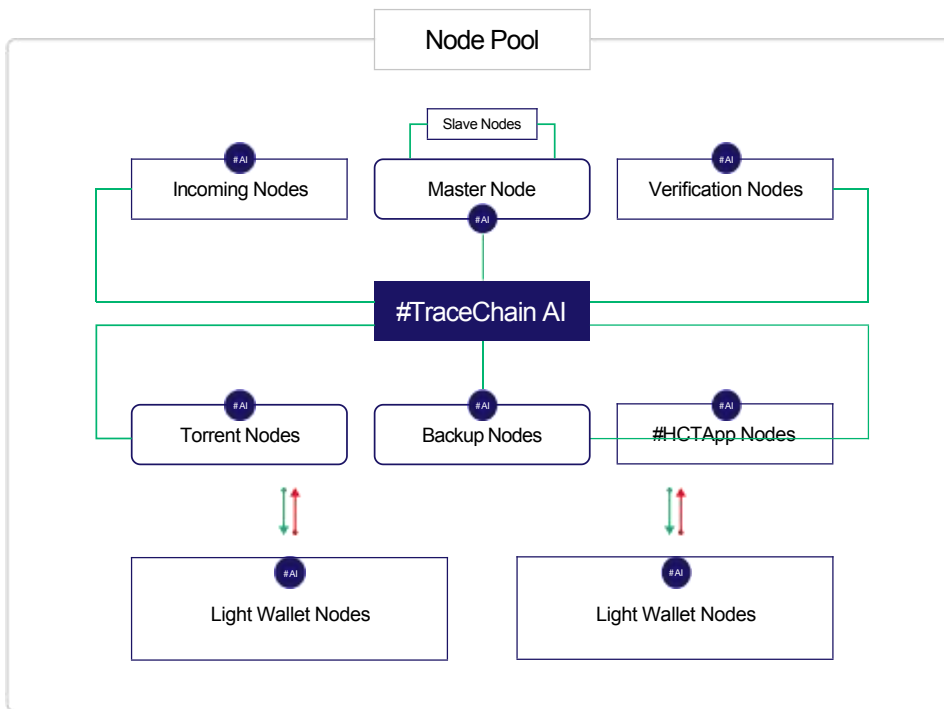 Node Pool
Slave Nodes
#AI
#AI
Incoming Nodes
Master Node
Verification Nodes
#AI
#TraceChain AI
#AI
#AI
#AI
Torrent Nodes
Backup Nodes
#HCTApp Nodes
#AI
#AI
Light Wallet Nodes
Light Wallet Nodes